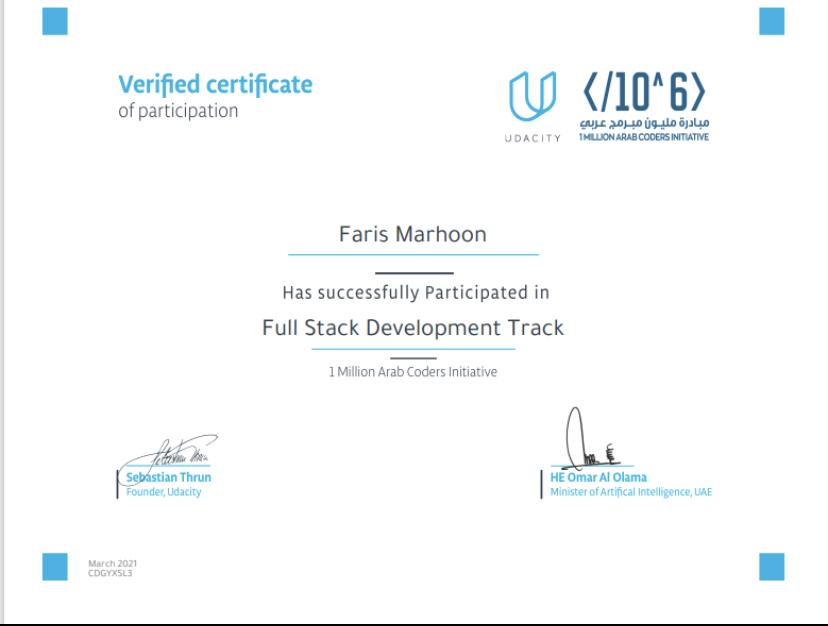 Verified certificate
of participation
UDACITY
</10^6>
مبادرة مليون مبرمج عربي
1 MILLION ARAB CODERS INITIATIVE
Faris Marhoon
Has successfully Participated in
Full Stack Development Track
1 Million Arab Coders Initiative
Sebastian Thrun
Founder, Udacity
HE Omar Al Olama
Minister of Artifical Intelligence, UAE
March 2021
CDGYXSL3